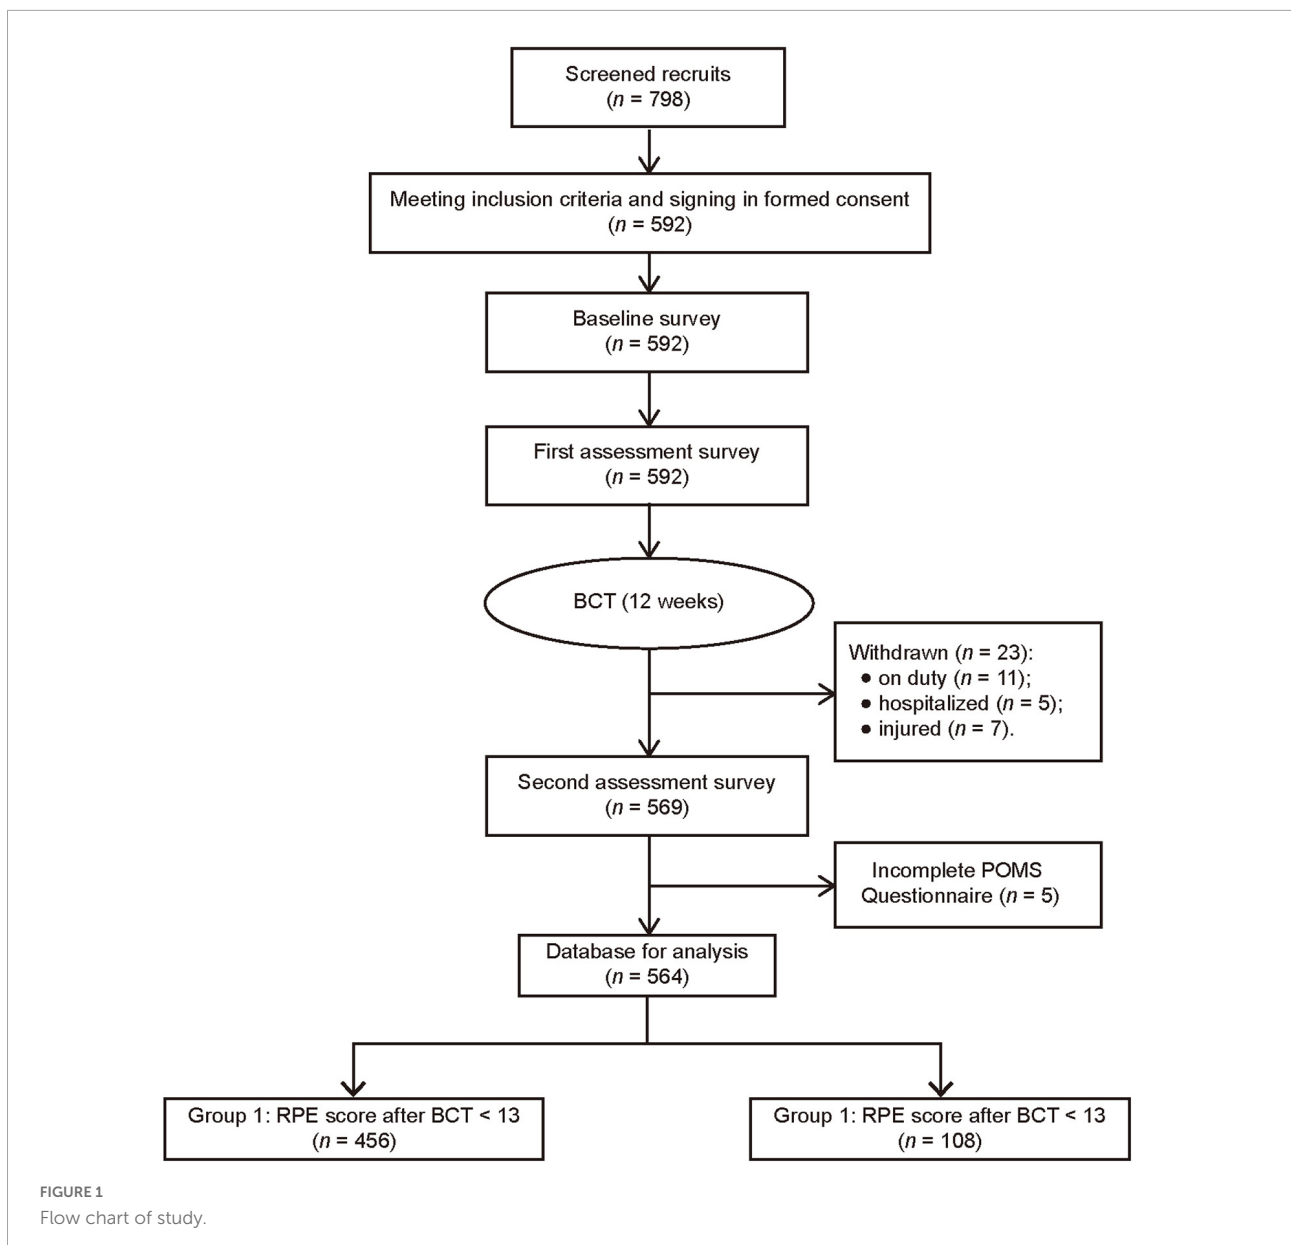 Screened recruits
(n = 798)
Meeting inclusion criteria and signing in formed consent
(n = 592)
Baseline survey
(n = 592)
First assessment survey
(n = 592)
BCT (12 weeks)
Withdrawn (n = 23):
● on duty (n = 11);
● hospitalized (n = 5);
● injured (n = 7).
Second assessment survey
(n = 569)
Incomplete POMS
Questionnaire (n = 5)
Database for analysis
(n = 564)
Group 1: RPE score after BCT < 13
(n = 456)
Group 1: RPE score after BCT < 13
(n = 108)
FIGURE 1
Flow chart of study.